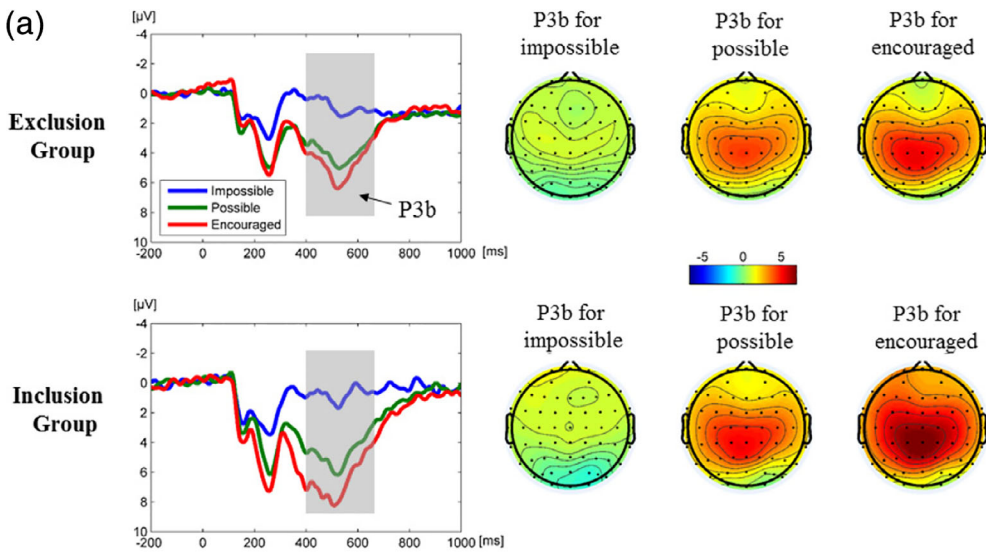 (a)
[µV]
-4
-2
0
2
4
6
8
10
-200 0 200 400 600 800 1000 [ms]
Exclusion
Group
Impossible
Possible
Encouraged
P3b
P3b for
impossible
P3b for
possible
P3b for
encouraged
-5 0 5
[µV]
-4
-2
0
2
4
6
8
10
-200 0 200 400 600 800 1000 [ms]
Inclusion
Group
P3b for
impossible
P3b for
possible
P3b for
encouraged